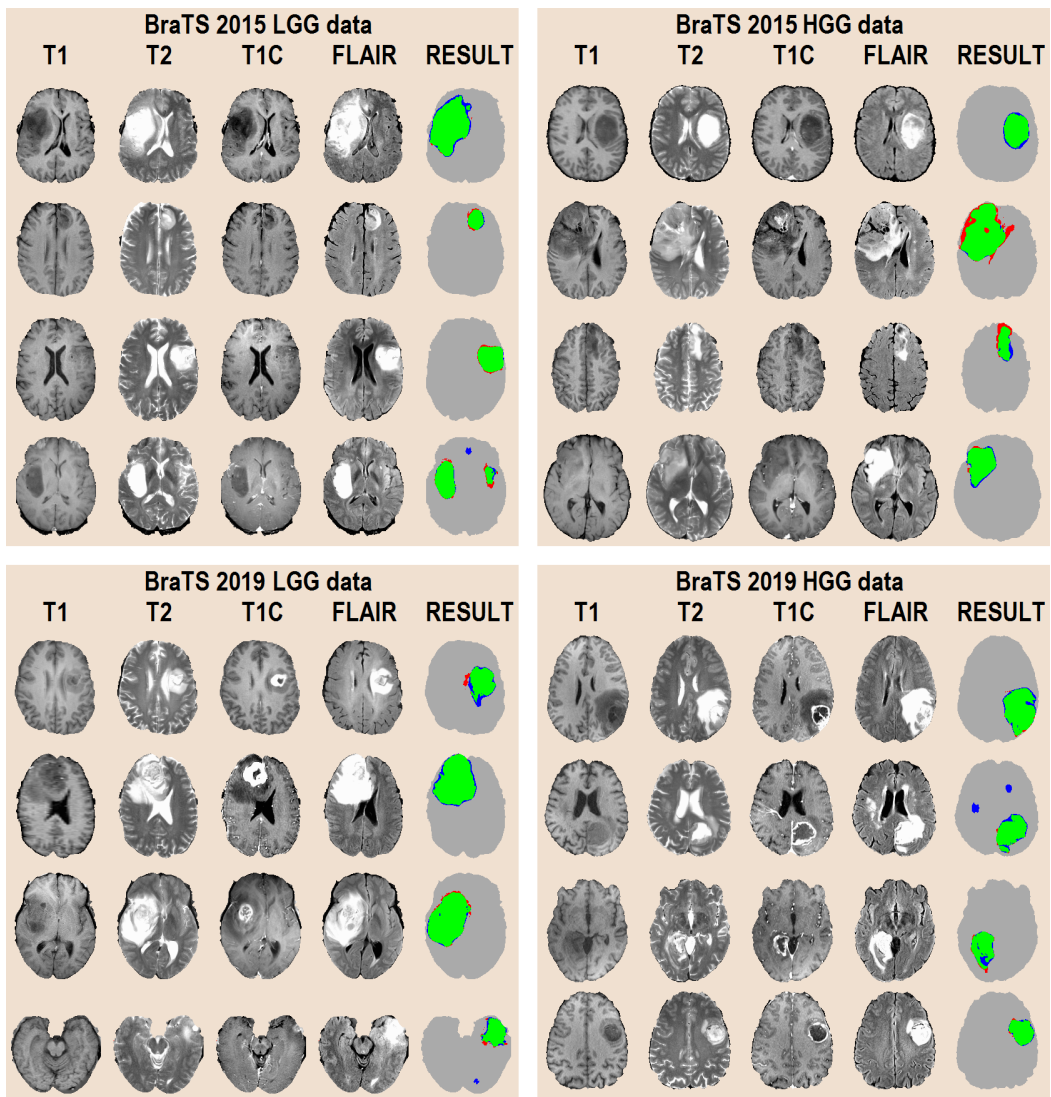 BraTS 2015 LGG data
T1 T2 T1C FLAIR RESULT
BraTS 2015 HGG data
T1 T2 T1C FLAIR RESULT
BraTS 2019 LGG data
T1 T2 T1C FLAIR RESULT
BraTS 2019 HGG data
T1 T2 T1C FLAIR RESULT